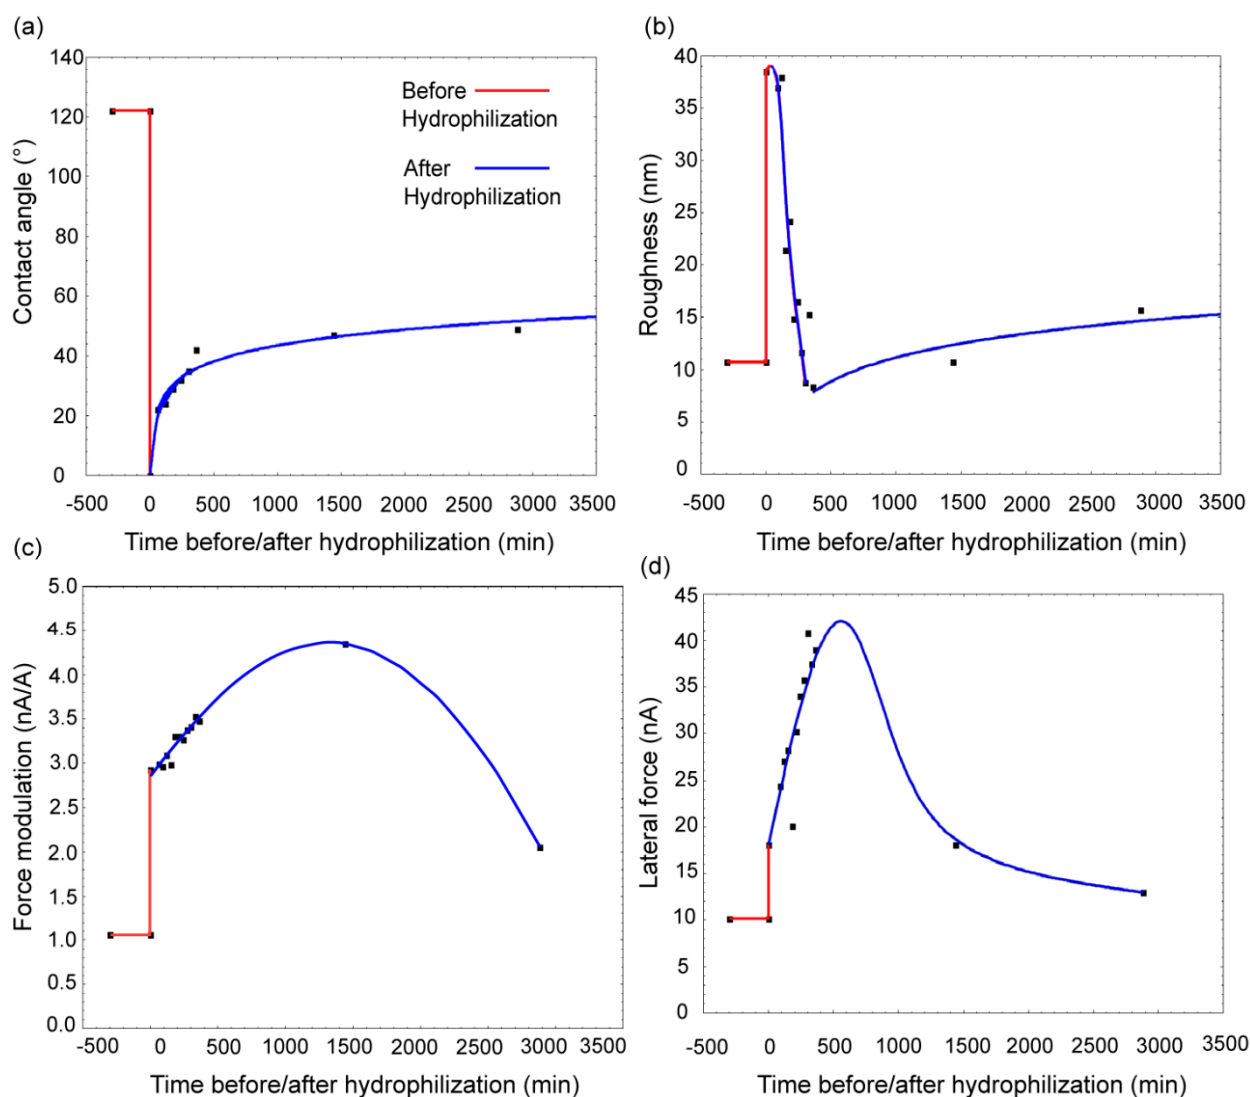 (a)
140
120
100
80
60
40
20
0
Contact angle (°)
Before
Hydrophilization
After
Hydrophilization
-500 0 500 1000 1500 2000 2500 3000 3500
Time before/after hydrophilization (min)
(b)
40
35
30
25
20
15
10
5
0
Roughness (nm)
-500 0 500 1000 1500 2000 2500 3000 3500
Time before/after hydrophilization (min)
(c)
5.0
4.5
4.0
3.5
3.0
2.5
2.0
1.0
0.5
0.0
Force modulation (nA/A)
-500 0 500 1000 1500 2000 2500 3000 3500
Time before/after hydrophilization (min)
(d)
45
40
35
30
25
20
15
10
5
0
Lateral force (nA)
-500 0 500 1000 1500 2000 2500 3000 3500
Time before/after hydrophilization (min)